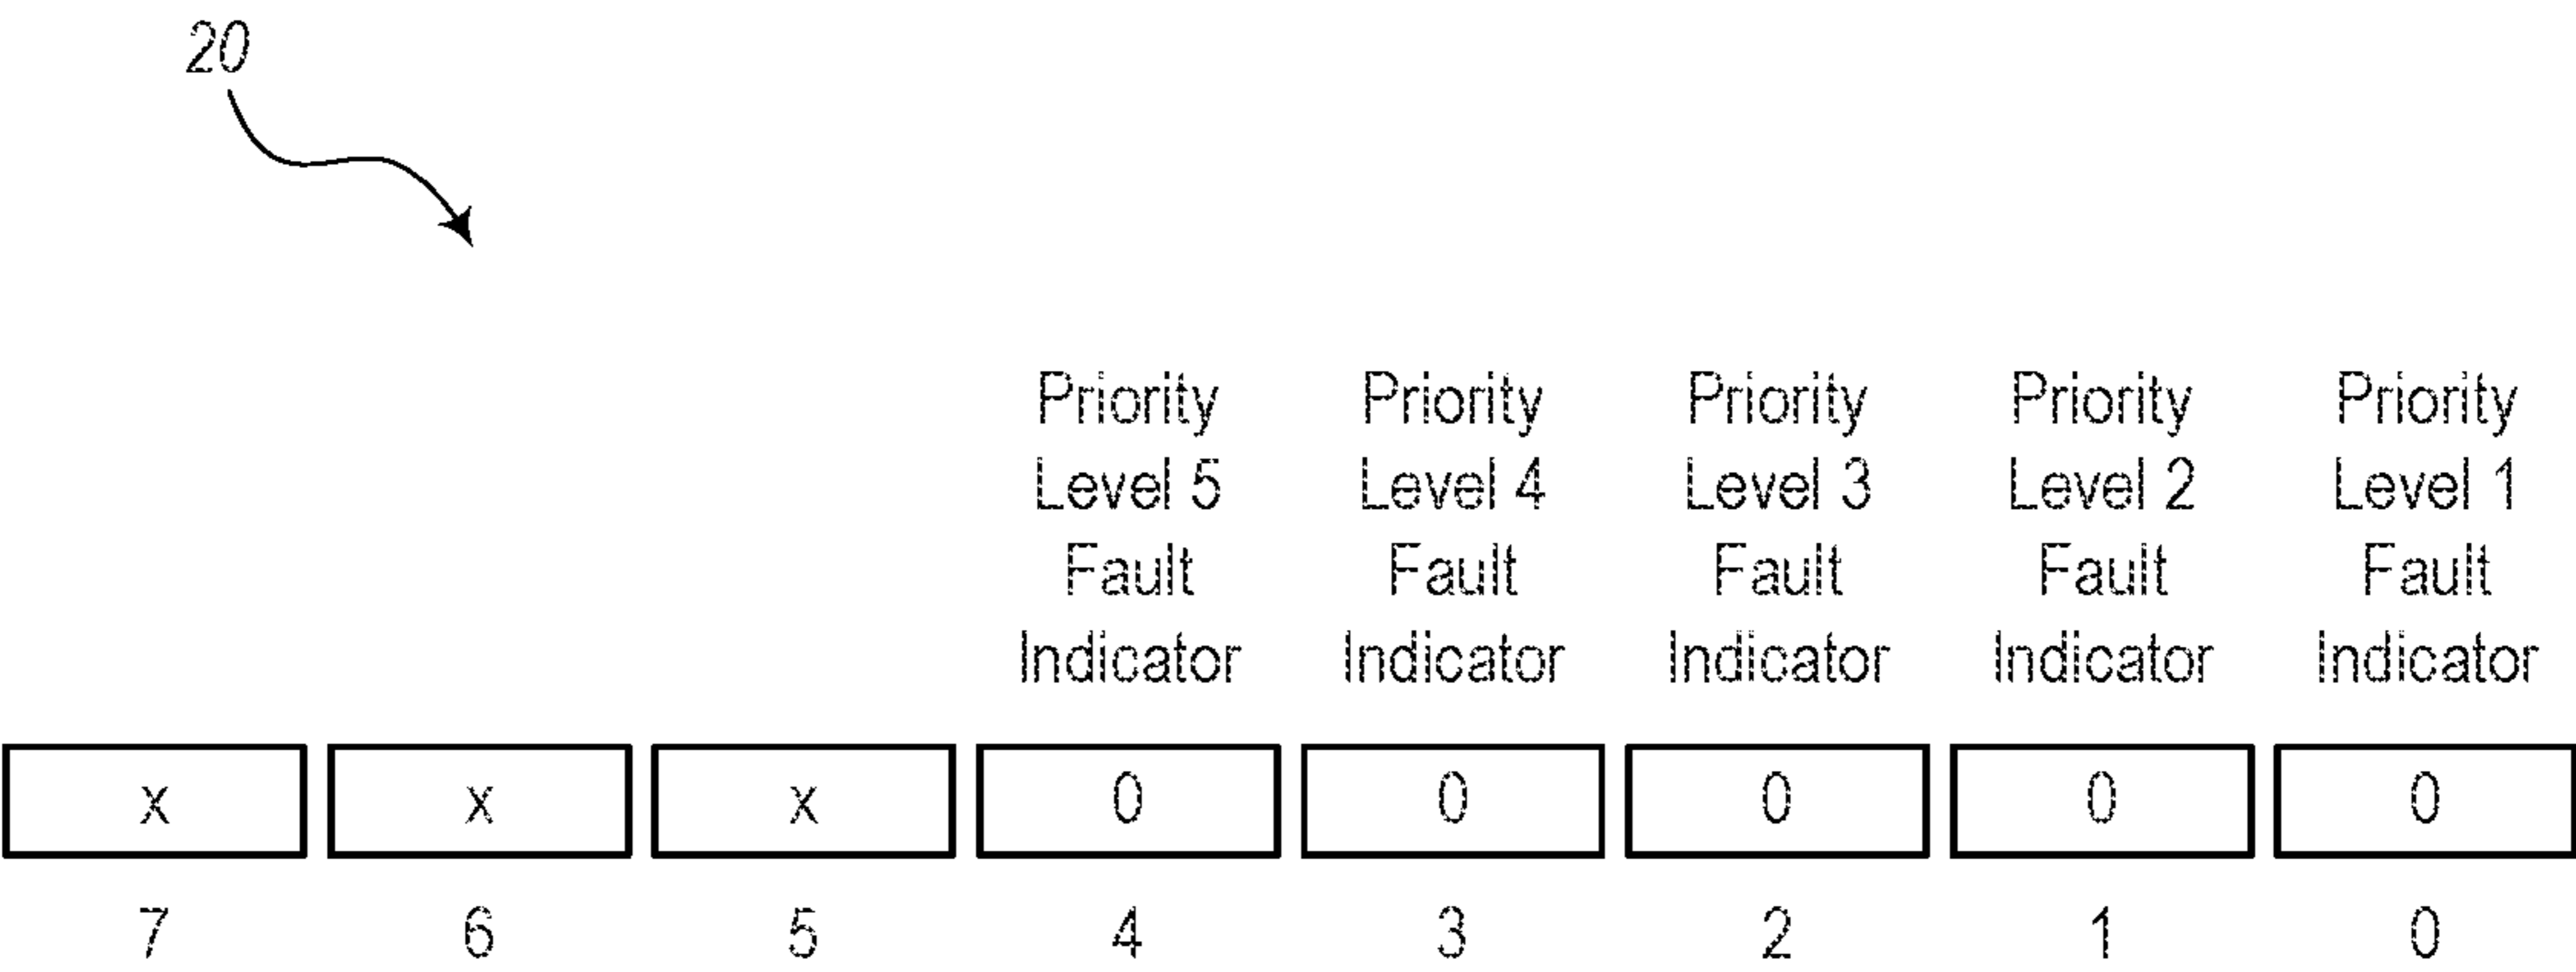 20
Priority Priority Priority Priority Priority
Level 5 Level 4 Level 3 Level 2 Level 1
Fault Fault Fault Fault Fault
Indicator Indicator Indicator Indicator Indicator
x x x 0 0 0 0 0
7 6 5 4 3 2 1 0